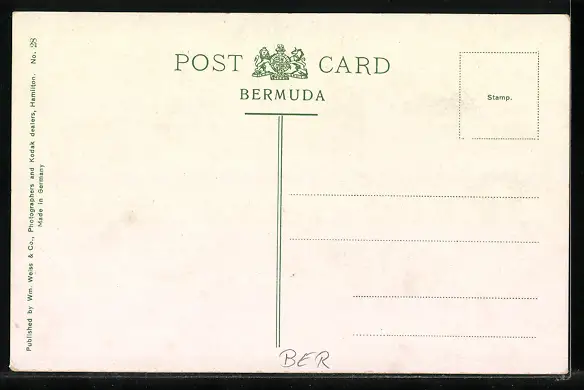 POST CARD
BERMUDA
Stamp.
Published by Wm. Weiss & Co., Photographers and Kodak dealers, Hamilton. No. 28
Made in Germany
BER